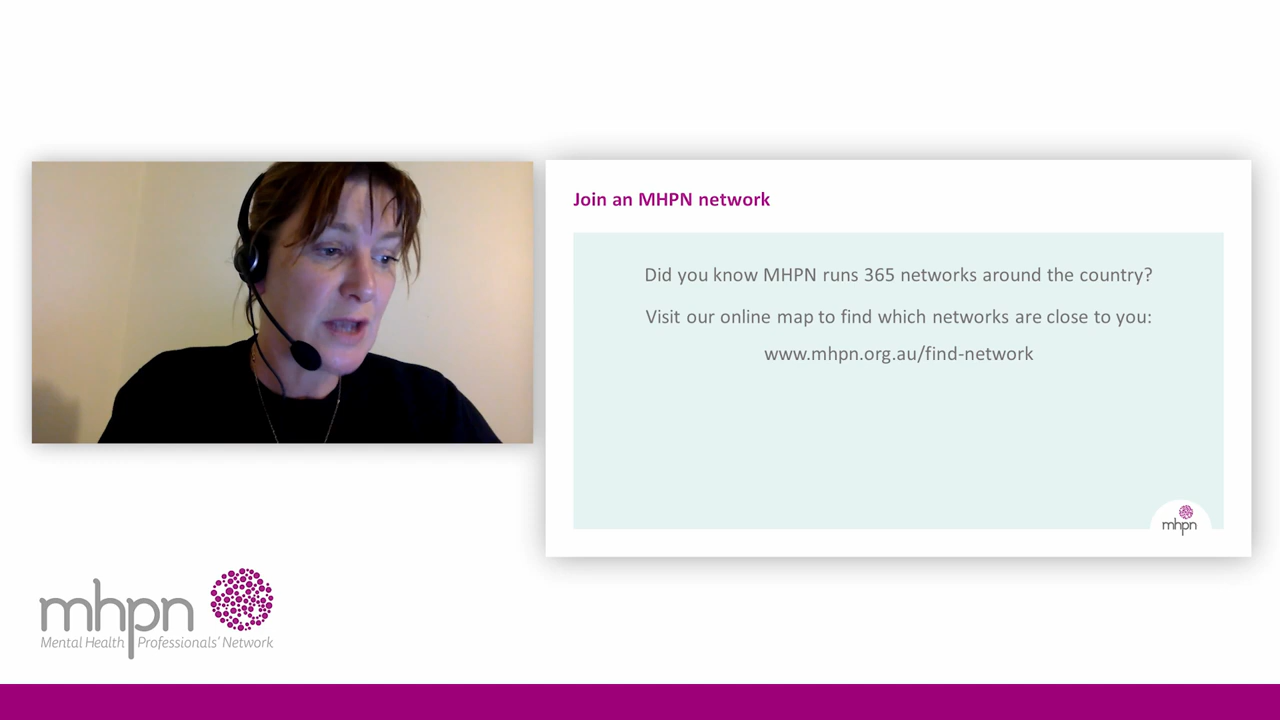 Join an MHPN network
Did you know MHPN runs 365 networks around the country?
Visit our online map to find which networks are close to you:
www.mhpn.org.au/find-network
mhpn
mhpn
Mental Health Professionals' Network